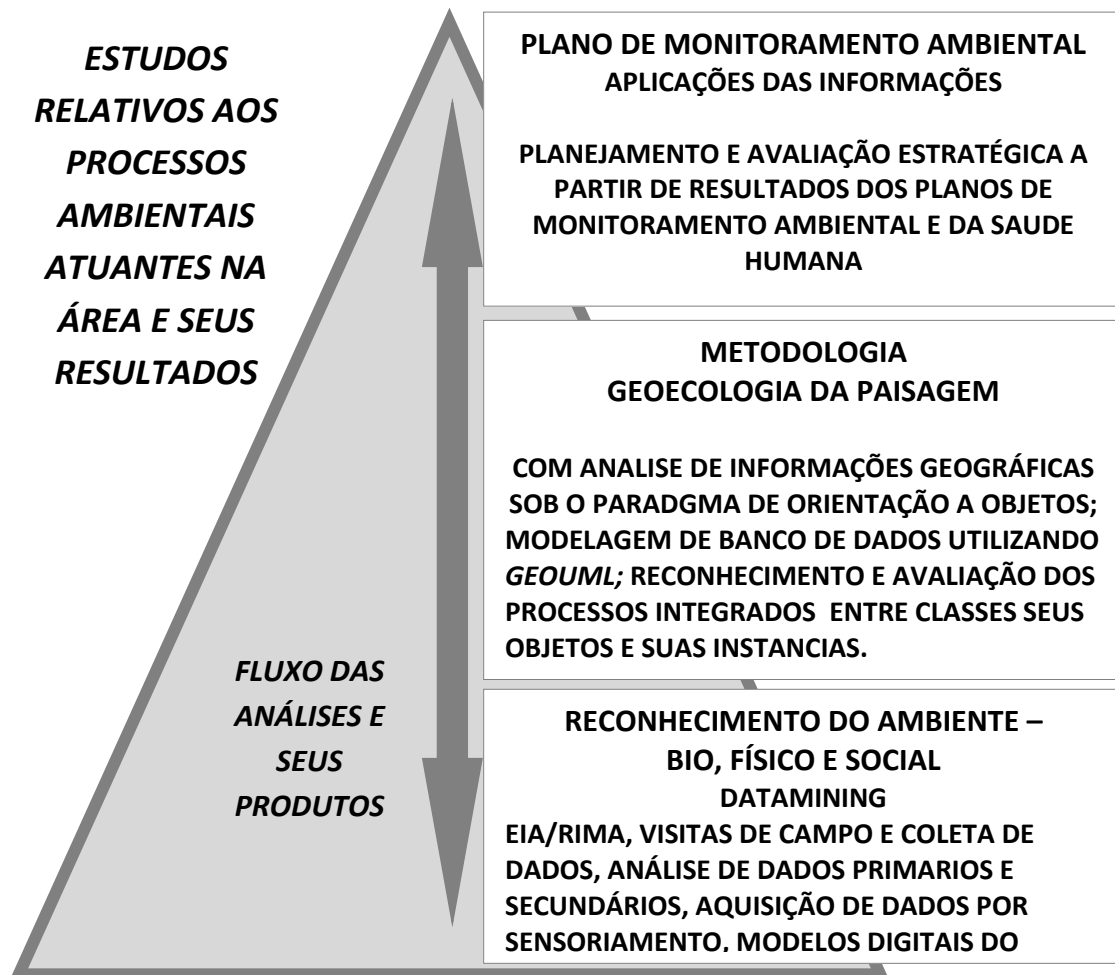 ESTUDOS
RELATIVOS AOS
PROCESSOS
AMBIENTAIS
ATUANTES NA
ÁREA E SEUS
RESULTADOS
PLANO DE MONITORAMENTO AMBIENTAL
APLICAÇÕES DAS INFORMAÇÕES
PLANEJAMENTO E AVALIAÇÃO ESTRATÉGICA A
PARTIR DE RESULTADOS DOS PLANOS DE
MONITORAMENTO AMBIENTAL E DA SAUDE
HUMANA
METODOLOGIA
GEOECOLOGIA DA PAISAGEM
COM ANALISE DE INFORMAÇÕES GEOGRÁFICAS
SOB O PARADGMA DE ORIENTAÇÃO A OBJETOS;
MODELAGEM DE BANCO DE DADOS UTILIZANDO
GEOUML; RECONHECIMENTO E AVALIAÇÃO DOS
PROCESSOS INTEGRADOS ENTRE CLASSES SEUS
OBJETOS E SUAS INSTANCIAS.
FLUXO DAS
ANÁLISES E
SEUS
PRODUTOS
RECONHECIMENTO DO AMBIENTE –
BIO, FÍSICO E SOCIAL
DATAMINING
EIA/RIMA, VISITAS DE CAMPO E COLETA DE
DADOS, ANÁLISE DE DADOS PRIMARIOS E
SECUNDÁRIOS, AQUISIÇÃO DE DADOS POR
SENSORIAMENTO, MODELOS DIGITAIS DO